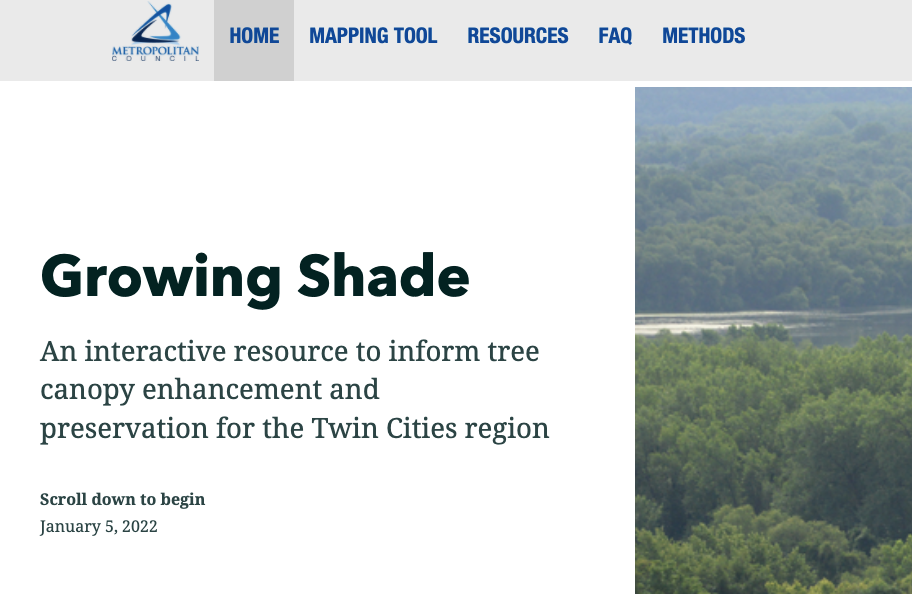 METROPOLITAN
COUNCIL
HOME
MAPPING TOOL
RESOURCES
FAQ
METHODS
Growing Shade
An interactive resource to inform tree
canopy enhancement and
preservation for the Twin Cities region
Scroll down to begin
January 5, 2022